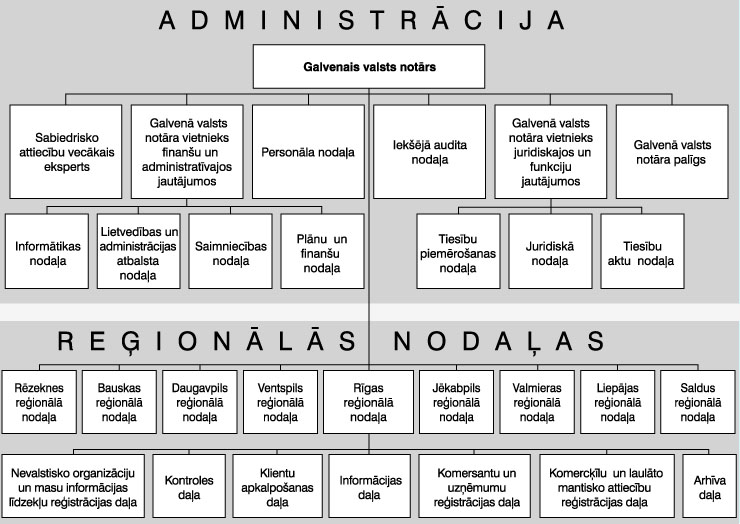 ADMINISTRĀCIJA
Galvenais valsts notārs
Sabiedrisko
attiecību vecākais
eksperts
Galvenā valsts
notāra vietnieks
finanšu un
administratīvajos
jautājumos
Personāla nodaļa
Iekšējā audita
nodaļa
Galvenā valsts
notāra vietnieks
juridiskajos un
funkciju
jautājumos
Galvenā valsts
notāra palīgs
Informātikas
nodaļa
Lietvedības un
administrācijas
atbalsta nodaļa
Saimniecības
nodaļa
Plānu un
finanšu
nodaļa
Tiesību
piemērošanas
nodaļa
Juridiskā
nodaļa
Tiesību
aktu nodaļa
REĢIONĀLĀS NODAĻAS
Rēzeknes
reģionālā
nodaļa
Bauskas
reģionālā
nodaļa
Daugavpils
reģionālā
nodaļa
Ventspils
reģionālā
nodaļa
Rīgas
reģionālā
nodaļa
Jēkabpils
reģionālā
nodaļa
Valmieras
reģionālā
nodaļa
Liepājas
reģionālā
nodaļa
Saldus
reģionālā
nodaļa
Nevalstisko organizāciju
un masu informācijas
līdzekļu reģistrācijas daļa
Kontroles
daļa
Klientu
apkalpošanas
daļa
Informācijas
daļa
Komersantu un
uzņēmumu
reģistrācijas daļa
Komercķīlu un laulāto
mantisko attiecību
reģistrācijas daļa
Arhīva
daļa